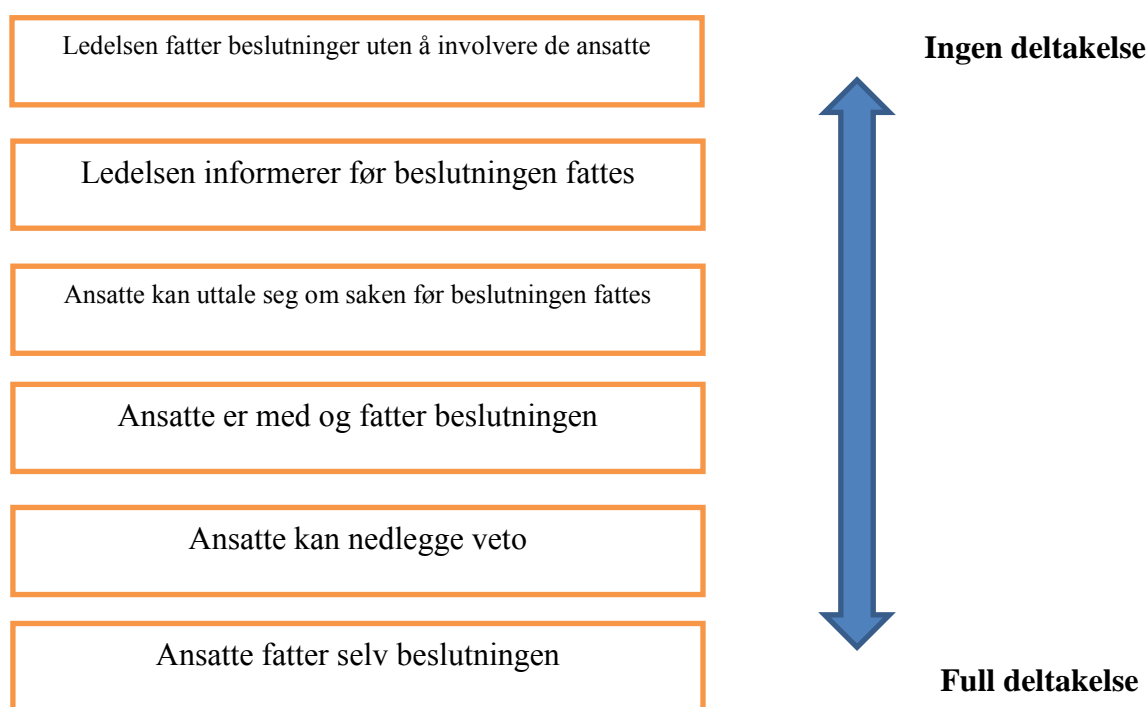 Ledelsen fatter beslutninger uten å involvere de ansatte
Ingen deltakelse
Ledelsen informerer før beslutningen fattes
Ansatte kan uttale seg om saken før beslutningen fattes
Ansatte er med og fatter beslutningen
Ansatte kan nedlegge veto
Ansatte fatter selv beslutningen
Full deltakelse